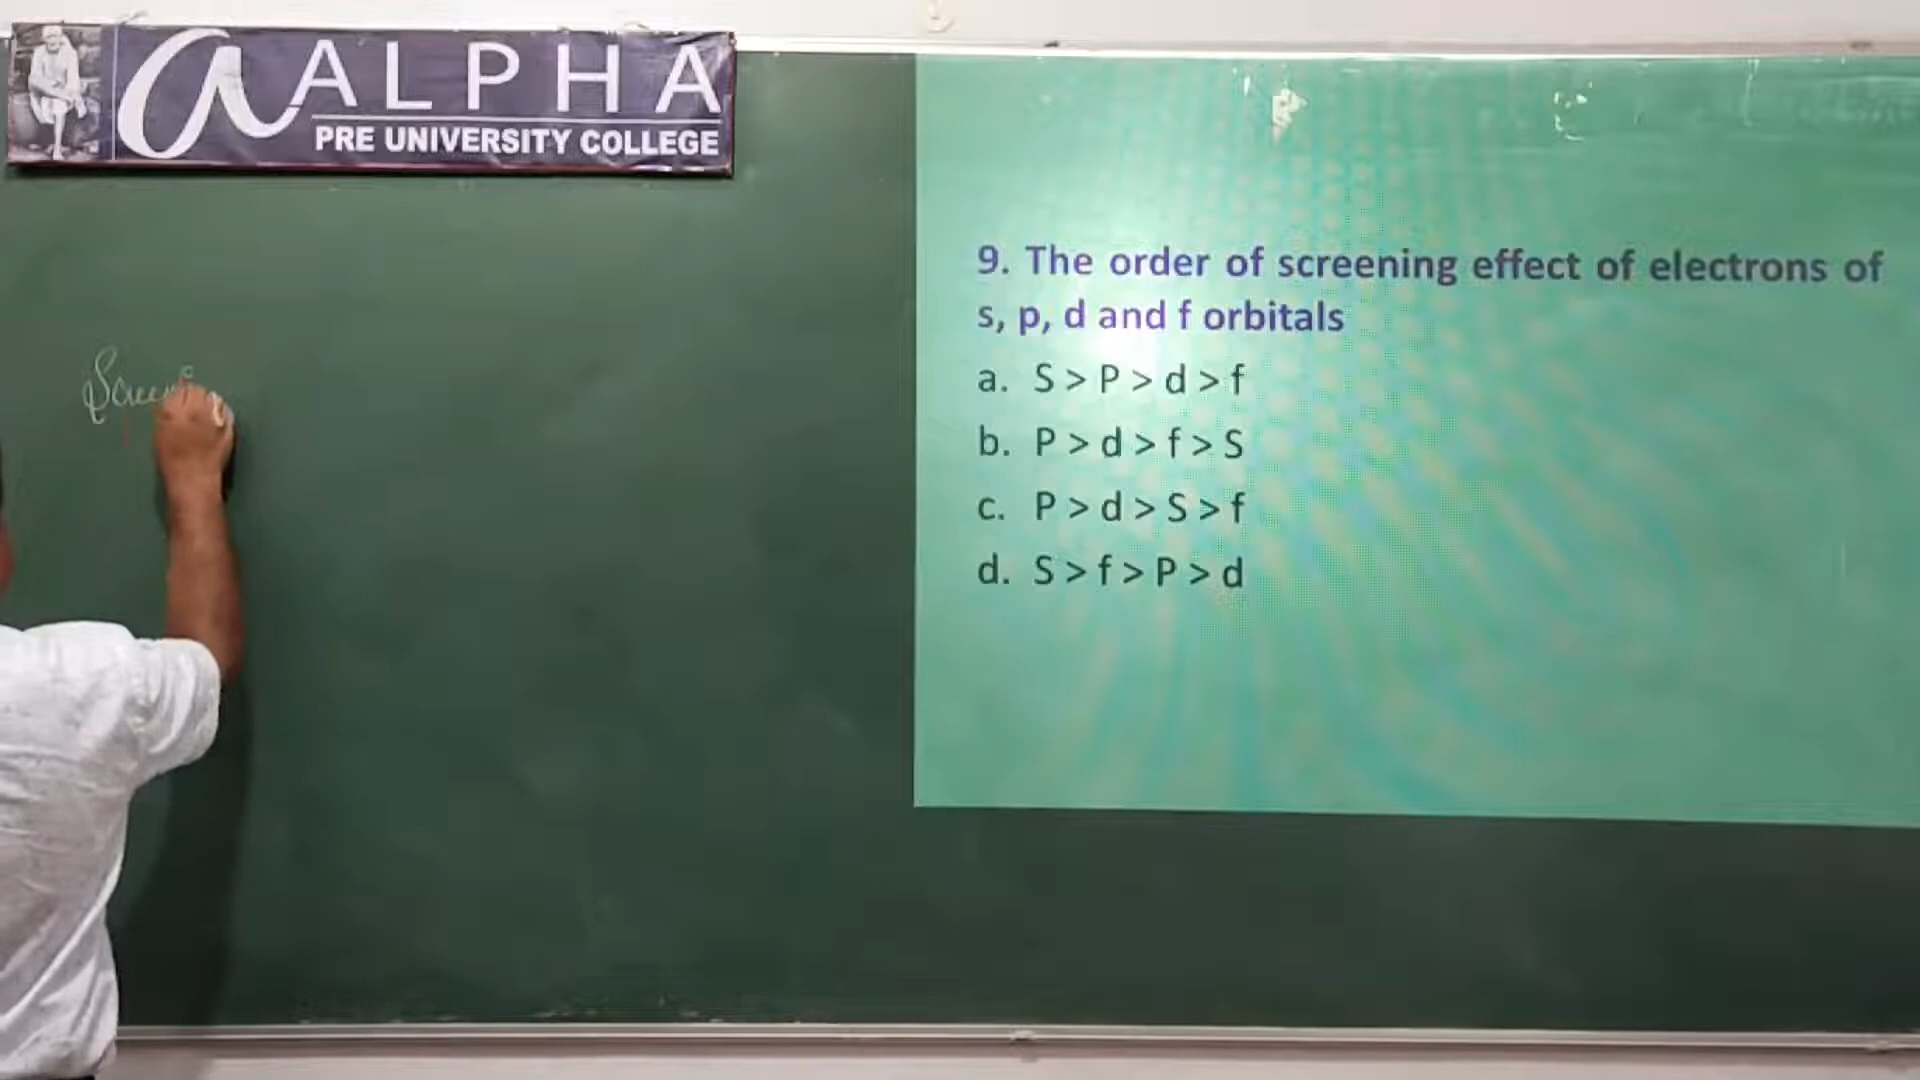 a ALPHA
PRE UNIVERSITY COLLEGE
9. The order of screening effect of electrons of
s, p, d and f orbitals
a. S > P > d > f
b. P > d > f > S
c. P > d > S > f
d. S > f > P > d